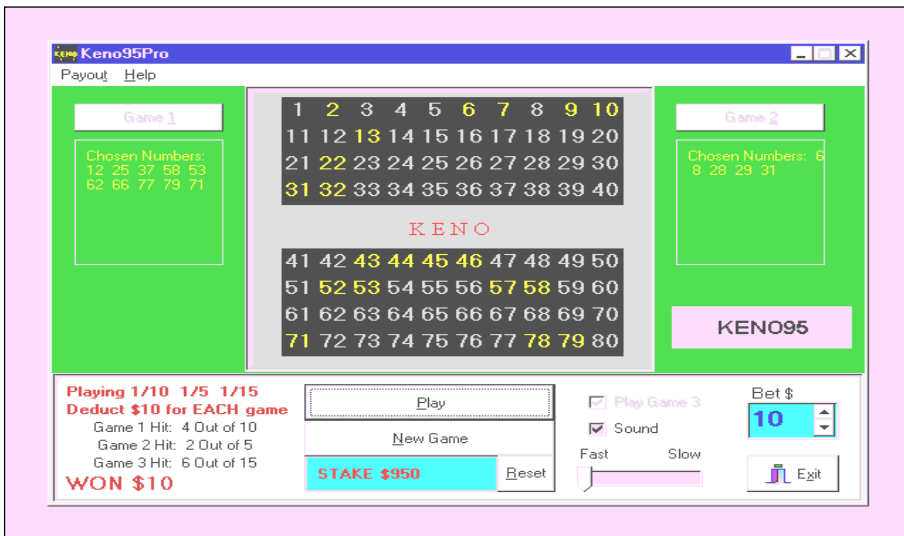 KENO Keno95Pro
Payout Help
Game 1
Chosen Numbers:
12 25 37 58 53
62 66 77 79 71
1 2 3 4 5 6 7 8 9 10
11 12 13 14 15 16 17 18 19 20
21 22 23 24 25 26 27 28 29 30
31 32 33 34 35 36 37 38 39 40
KENO
41 42 43 44 45 46 47 48 49 50
51 52 53 54 55 56 57 58 59 60
61 62 63 64 65 66 67 68 69 70
71 72 73 74 75 76 77 78 79 80
Game 2
Chosen Numbers: 6
8 28 29 31
KENO95
Playing 1/10 1/5 1/15
Deduct $10 for EACH game
Game 1 Hit: 4 Out of 10
Game 2 Hit: 2 Out of 5
Game 3 Hit: 6 Out of 15
WON $10
Play
New Game
STAKE $950 Reset
Play Game 3
Sound
Fast Slow
Bet $
10
Exit